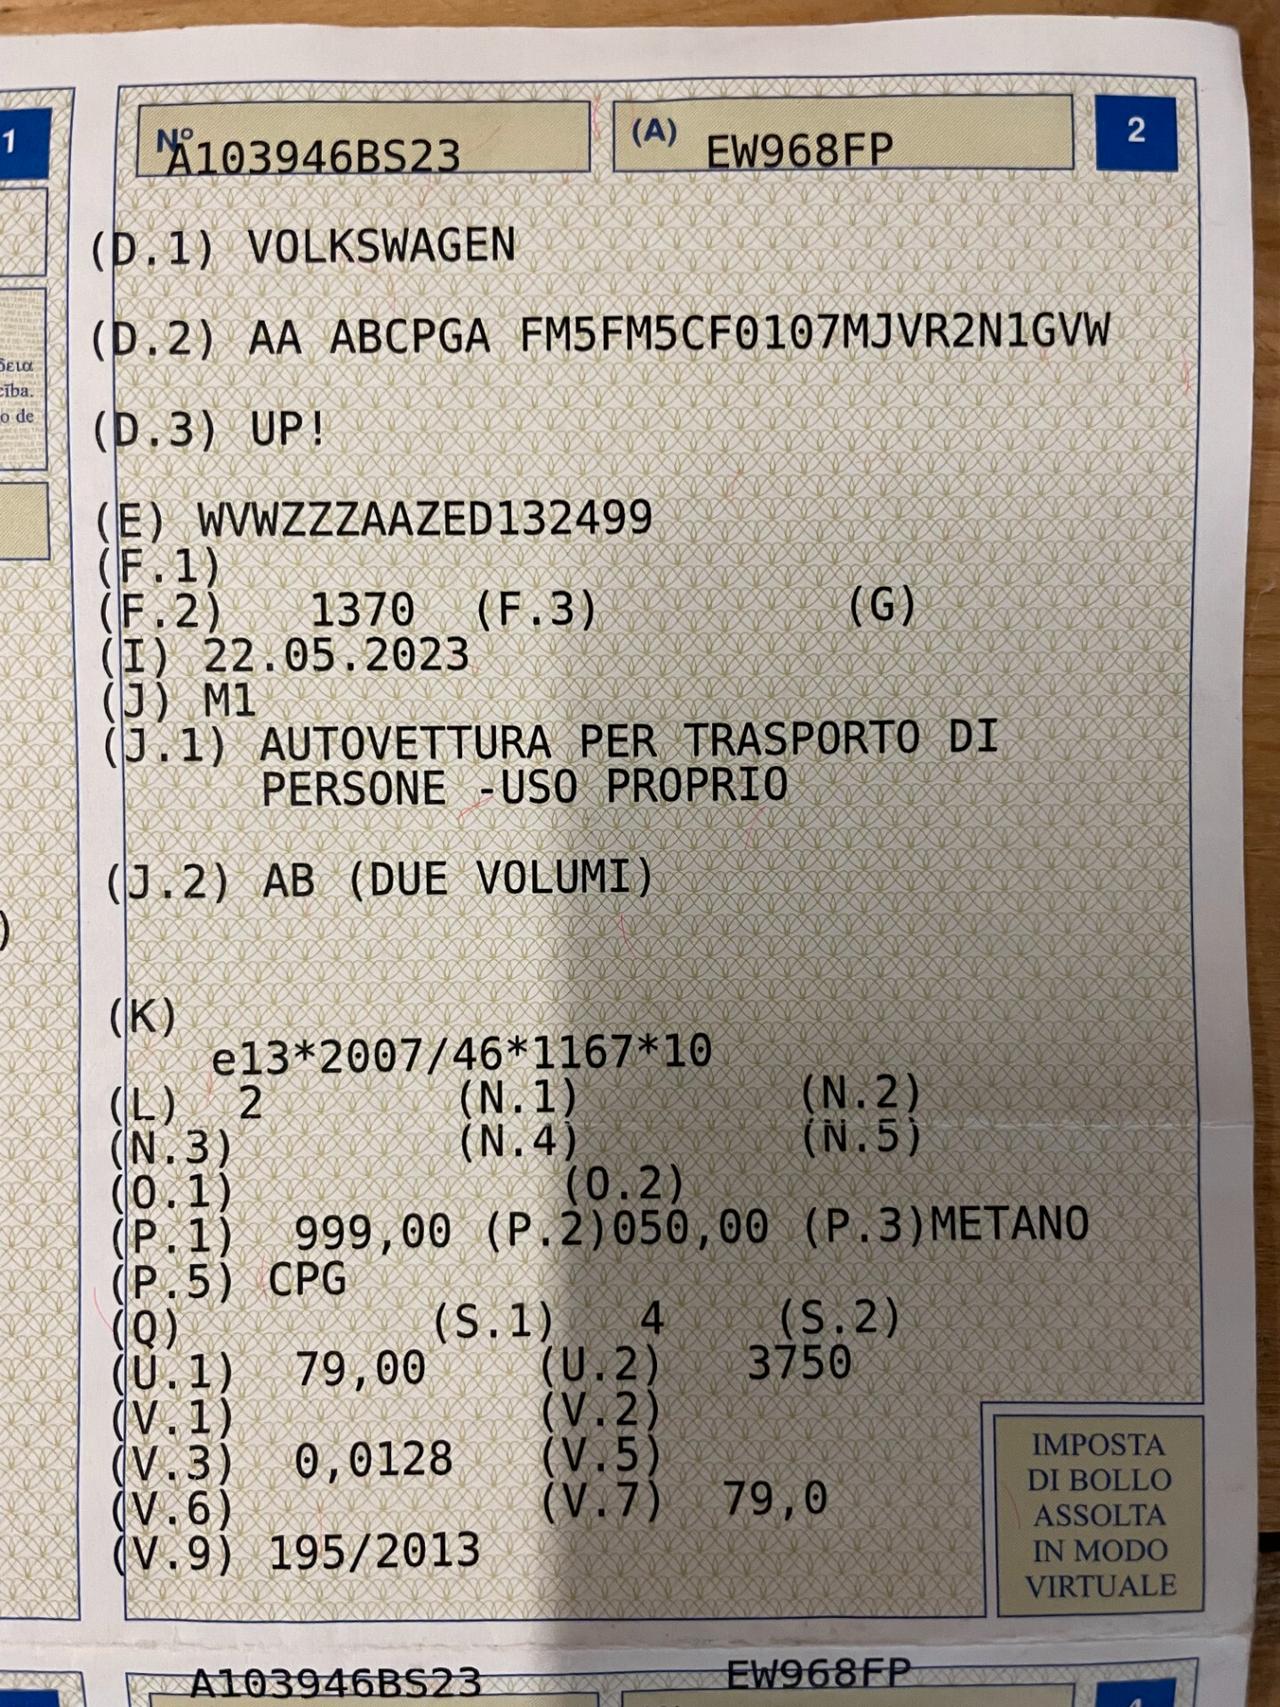 1
Nº A103946BS23 (A) EW968FP 2
(D.1) VOLKSWAGEN
(D.2) AA ABCPGA FM5FM5CF0107MJVR2N1GVW
δεια
cība.
o de
(D.3) UP!
(E) WVWZZZAAZED132499
(F.1)
(F.2) 1370 (F.3) (G)
(I) 22.05.2023
(J) M1
(J.1) AUTOVETTURA PER TRASPORTO DI
PERSONE -USO PROPRIO
(J.2) AB (DUE VOLUMI)
)
(K)
e13*2007/46*1167*10
(L) 2 (N.1) (N.2)
(N.3) (N.4) (N.5)
(O.1) (O.2)
(P.1) 999,00 (P.2)050,00 (P.3)METANO
(P.5) CPG
(Q) (S.1) 4 (S.2)
(U.1) 79,00 (U.2) 3750
(V.1) (V.2)
(V.3) 0,0128 (V.5)
(V.6) (V.7) 79,0
(V.9) 195/2013
IMPOSTA
DI BOLLO
ASSOLTA
IN MODO
VIRTUALE
A103946BS23 EW968FP